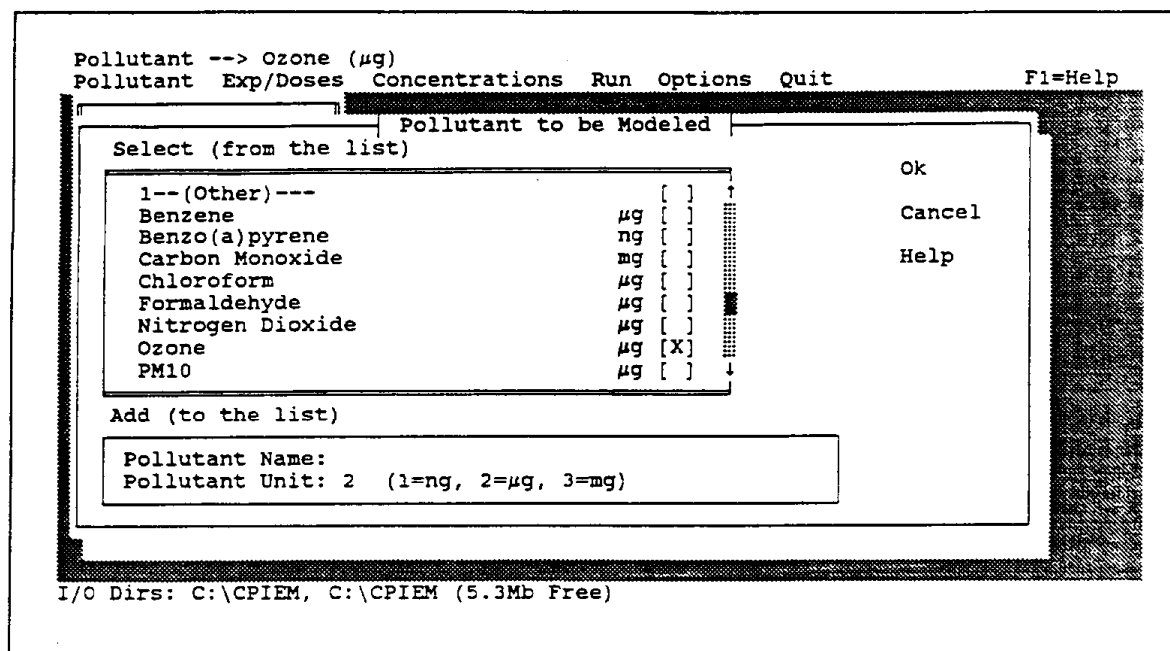 Pollutant --> Ozone (μg)
Pollutant Exp/Doses Concentrations Run Options Quit F1=Help
Pollutant to be Modeled
Select (from the list)
Ok
1--(Other)--- [ ] ↑
Benzene μg [ ] Cancel
Benzo(a)pyrene ng [ ]
Carbon Monoxide mg [ ] Help
Chloroform μg [ ]
Formaldehyde μg [ ]
Nitrogen Dioxide μg [ ]
Ozone μg [X]
PM10 μg [ ] ↓
Add (to the list)
Pollutant Name:
Pollutant Unit: 2 (1=ng, 2=μg, 3=mg)
I/O Dirs: C:\CPIEM, C:\CPIEM (5.3Mb Free)